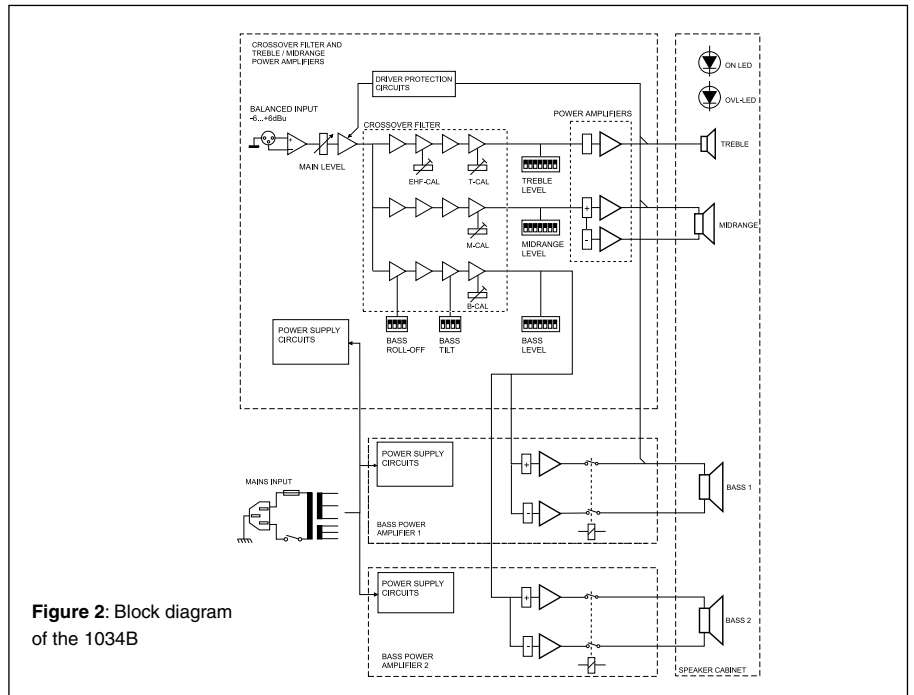 CROSSOVER FILTER AND
TREBLE / MIDRANGE
POWER AMPLIFIERS
DRIVER PROTECTION
CIRCUITS
ON LED
OVL-LED
BALANCED INPUT
-6...+6dBu
MAIN LEVEL
CROSSOVER FILTER
POWER AMPLIFIERS
+
-
EHF-CAL
T-CAL
TREBLE
LEVEL
TREBLE
M-CAL
MIDRANGE
LEVEL
+
-
MIDRANGE
B-CAL
BASS
ROLL-OFF
BASS
TILT
BASS
LEVEL
POWER SUPPLY
CIRCUITS
MAINS INPUT
POWER SUPPLY
CIRCUITS
+
-
BASS 1
BASS POWER
AMPLIFIER 1
POWER SUPPLY
CIRCUITS
+
-
BASS 2
BASS POWER
AMPLIFIER 2
SPEAKER CABINET
Figure 2: Block diagram
of the 1034B